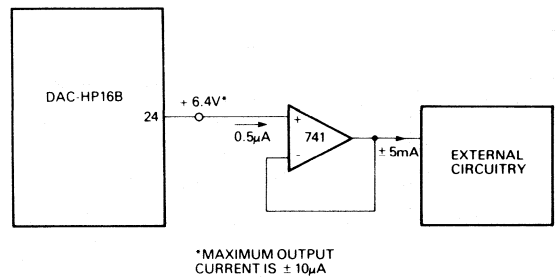 DAC-HP16B
24
+ 6.4V*
0.5µA
+
741
-
± 5mA
EXTERNAL
CIRCUITRY
*MAXIMUM OUTPUT
CURRENT IS ± 10µA